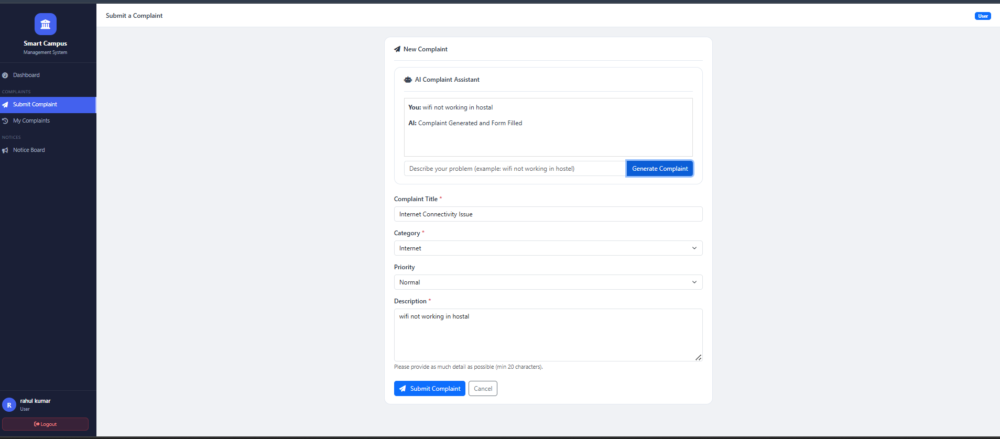 Smart Campus
Management System
Dashboard
COMPLAINTS
Submit Complaint
My Complaints
NOTICES
Notice Board
R
rahul kumar
User
Logout
Submit a Complaint
User
New Complaint
AI Complaint Assistant
You: wifi not working in hostal
AI: Complaint Generated and Form Filled
Describe your problem (example: wifi not working in hostel)
Generate Complaint
Complaint Title *
Internet Connectivity Issue
Category *
Internet
Priority
Normal
Description *
wifi not working in hostal
Please provide as much detail as possible (min 20 characters).
Submit Complaint
Cancel